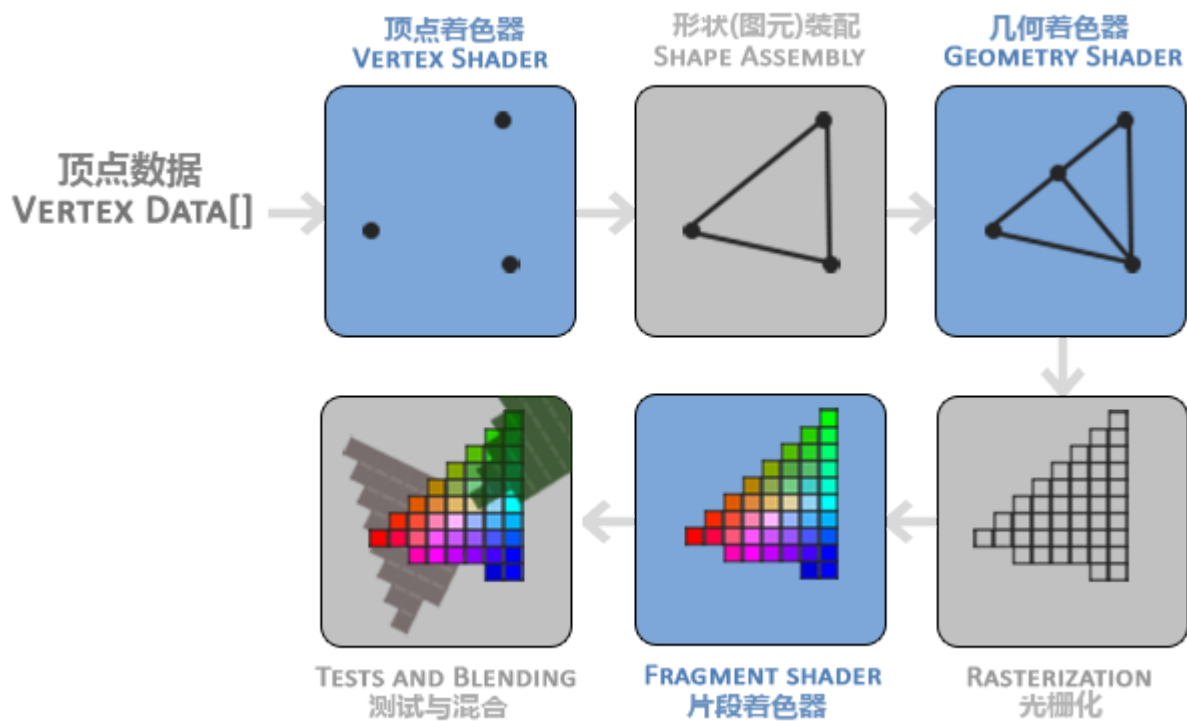 顶点着色器
VERTEX SHADER
形状(图元)装配
SHAPE ASSEMBLY
几何着色器
GEOMETRY SHADER
顶点数据
VERTEX DATA[]
TESTS AND BLENDING
测试与混合
FRAGMENT SHADER
片段着色器
RASTERIZATION
光栅化